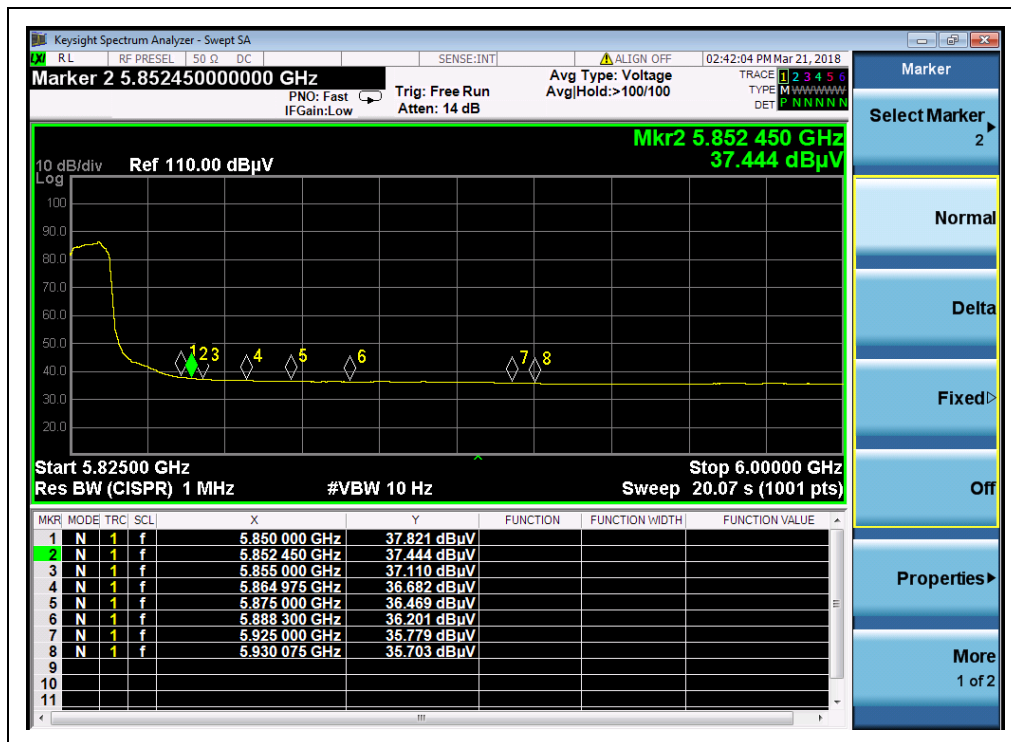 Keysight Spectrum Analyzer - Swept SA
LXI RL RF PRESEL 50 Ω DC SENSE:INT ALIGN OFF 02:42:04 PM Mar 21, 2018
Marker 2 5.852450000000 GHz
PNO: Fast
IFGain:Low
Trig: Free Run
Atten: 14 dB
Avg Type: Voltage
Avg|Hold:>100/100
TRACE 1 2 3 4 5 6
TYPE M WWWWW
DET P N N N N N
Mkr2 5.852 450 GHz
37.444 dBµV
10 dB/div Ref 110.00 dBµV
Log
100
90.0
80.0
70.0
60.0
50.0
40.0
30.0
20.0
1 2 3 4 5 6 7 8
Start 5.82500 GHz Stop 6.00000 GHz
Res BW (CISPR) 1 MHz #VBW 10 Hz Sweep 20.07 s (1001 pts)
MKR MODE TRC SCL X Y FUNCTION FUNCTION WIDTH FUNCTION VALUE
1 N 1 f 5.850 000 GHz 37.821 dBµV
2 N 1 f 5.852 450 GHz 37.444 dBµV
3 N 1 f 5.855 000 GHz 37.110 dBµV
4 N 1 f 5.864 975 GHz 36.682 dBµV
5 N 1 f 5.875 000 GHz 36.469 dBµV
6 N 1 f 5.888 300 GHz 36.201 dBµV
7 N 1 f 5.925 000 GHz 35.779 dBµV
8 N 1 f 5.930 075 GHz 35.703 dBµV
9
10
11
Marker
Select Marker
2
Normal
Delta
Fixed
Off
Properties
More
1 of 2